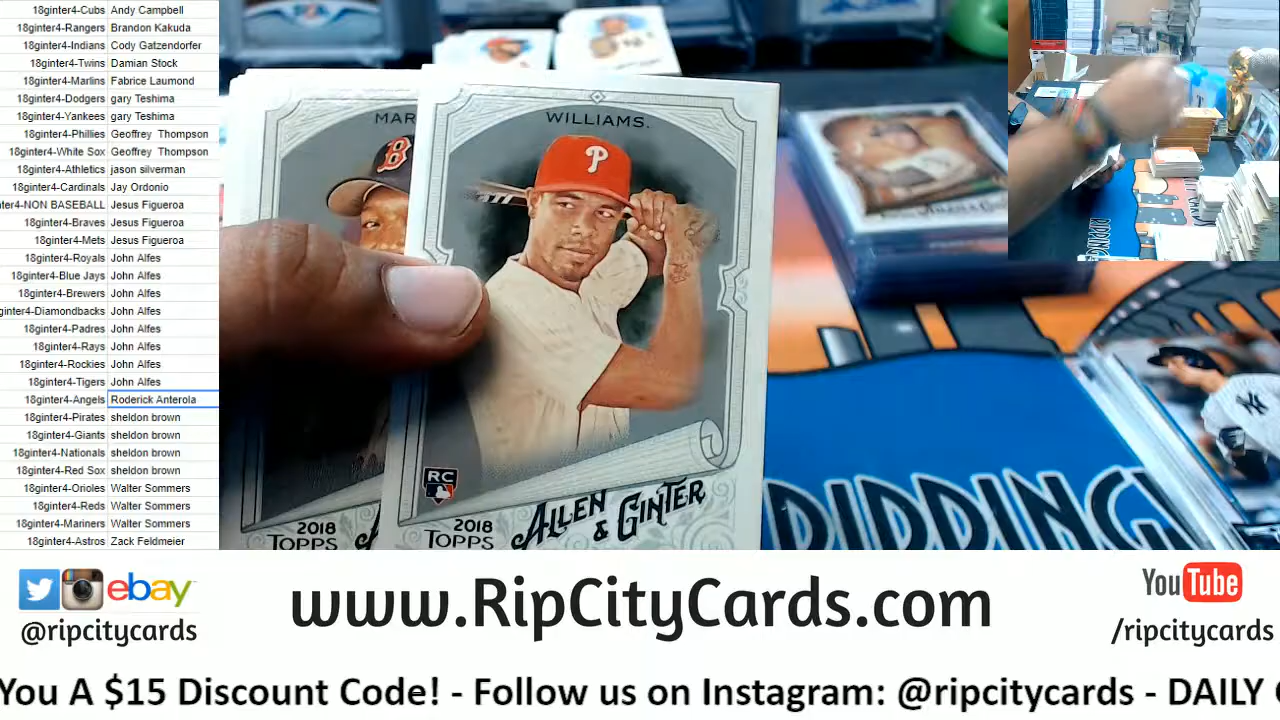 18ginter4-Cubs Andy Campbell
18ginter4-Rangers Brandon Kakuda
18ginter4-Indians Cody Gatzendorfer
18ginter4-Twins Damian Stock
18ginter4-Marlins Fabrice Laumond
18ginter4-Dodgers gary Teshima
18ginter4-Yankees gary Teshima
18ginter4-Phillies Geoffrey Thompson
18ginter4-White Sox Geoffrey Thompson
18ginter4-Athletics jason silverman
18ginter4-Cardinals Jay Ordonio
nter4-NON BASEBALL Jesus Figueroa
18ginter4-Braves Jesus Figueroa
18ginter4-Mets Jesus Figueroa
18ginter4-Royals John Alfes
18ginter4-Blue Jays John Alfes
18ginter4-Brewers John Alfes
ginter4-Diamondbacks John Alfes
18ginter4-Padres John Alfes
18ginter4-Rays John Alfes
18ginter4-Rockies John Alfes
18ginter4-Tigers John Alfes
18ginter4-Angels Roderick Anterola
18ginter4-Pirates sheldon brown
18ginter4-Giants sheldon brown
18ginter4-Nationals sheldon brown
18ginter4-Red Sox sheldon brown
18ginter4-Orioles Walter Sommers
18ginter4-Reds Walter Sommers
18ginter4-Mariners Walter Sommers
18ginter4-Astros Zack Feldmeier
MAR
B
WILLIAMS.
P
RC
2018
TOPPS
2018
TOPPS
ALLEN
& GINTER
RIPPING
RIPPING
ebay
@ripcitycards
www.RipCityCards.com
YouTube
/ripcitycards
You A $15 Discount Code! - Follow us on Instagram: @ripcitycards - DAILY